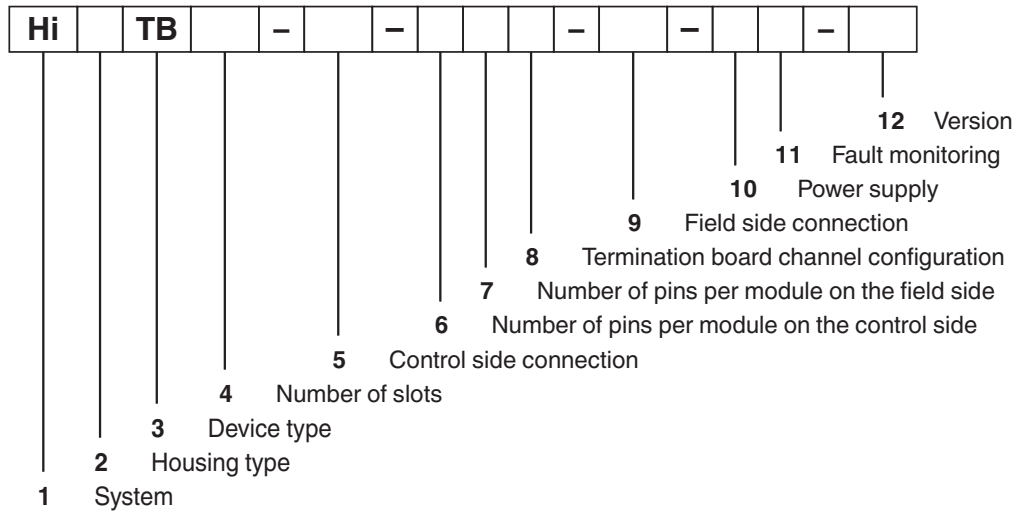 Hi TB – – – – –
12 Version
11 Fault monitoring
10 Power supply
9 Field side connection
8 Termination board channel configuration
7 Number of pins per module on the field side
6 Number of pins per module on the control side
5 Control side connection
4 Number of slots
3 Device type
2 Housing type
1 System